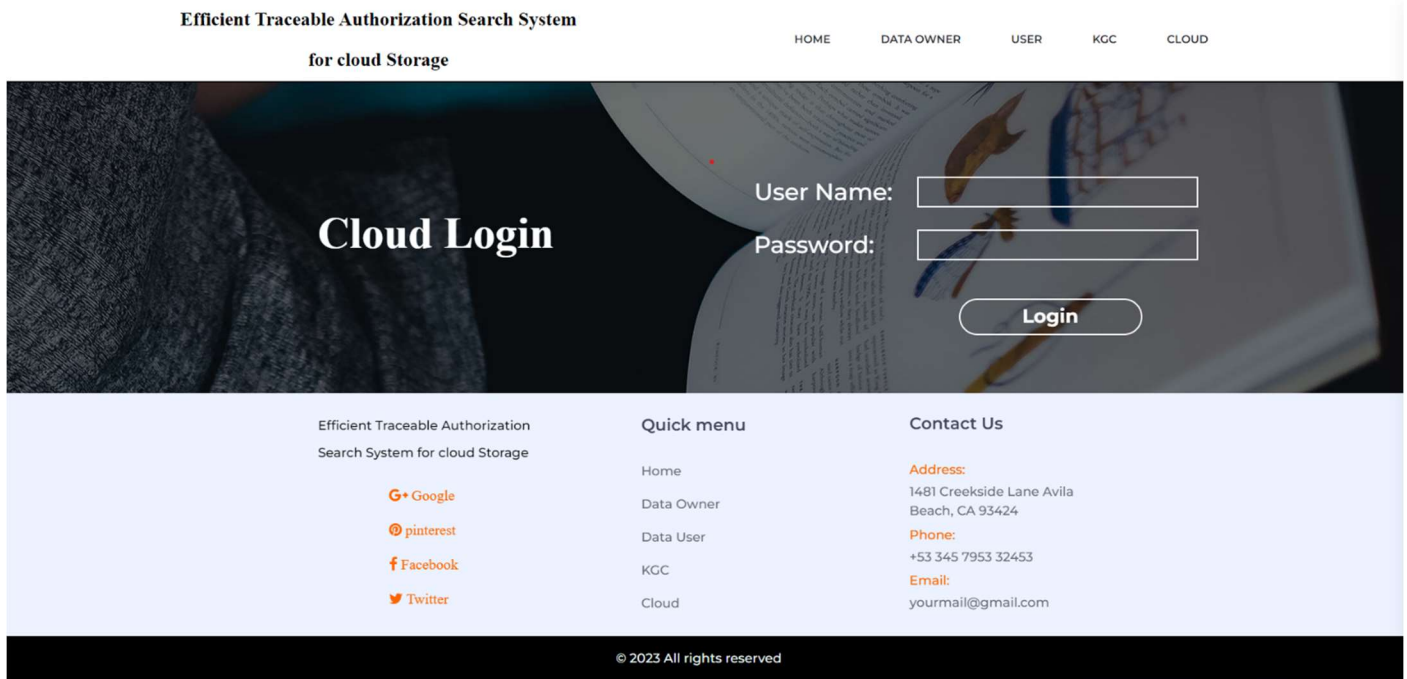 Efficient Traceable Authorization Search System
for cloud Storage
HOME DATA OWNER USER KGC CLOUD
Cloud Login
User Name:
Password:
Login
Efficient Traceable Authorization
Search System for cloud Storage
G+ Google
pinterest
Facebook
Twitter
Quick menu
Home
Data Owner
Data User
KGC
Cloud
Contact Us
Address:
1481 Creekside Lane Avila
Beach, CA 93424
Phone:
+53 345 7953 32453
Email:
yourmail@gmail.com
© 2023 All rights reserved